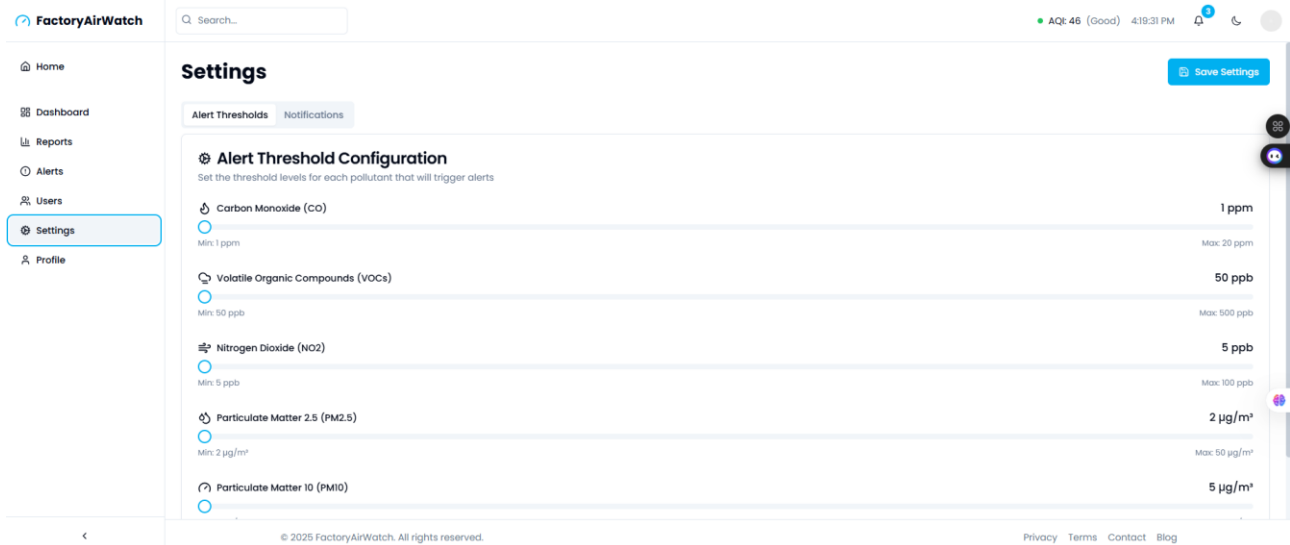 FactoryAirWatch
Search...
AQI: 46 (Good) 4:19:31 PM 3
Home
Dashboard
Reports
Alerts
Users
Settings
Profile
Settings
Save Settings
Alert Thresholds Notifications
Alert Threshold Configuration
Set the threshold levels for each pollutant that will trigger alerts
Carbon Monoxide (CO) 1 ppm
Min: 1 ppm Max: 20 ppm
Volatile Organic Compounds (VOCs) 50 ppb
Min: 50 ppb Max: 500 ppb
Nitrogen Dioxide (NO2) 5 ppb
Min: 5 ppb Max: 100 ppb
Particulate Matter 2.5 (PM2.5) 2 µg/m³
Min: 2 µg/m³ Max: 50 µg/m³
Particulate Matter 10 (PM10) 5 µg/m³
© 2025 FactoryAirWatch. All rights reserved.
Privacy Terms Contact Blog